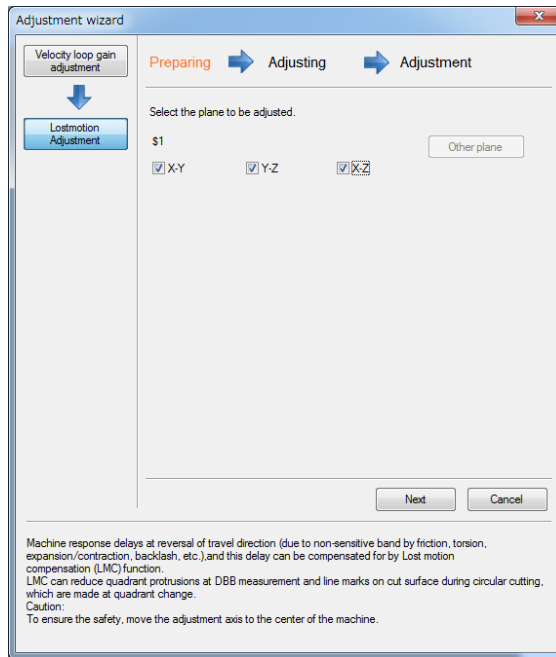 Adjustment wizard
Velocity loop gain
adjustment
Lostmotion
Adjustment
Preparing Adjusting Adjustment
Select the plane to be adjusted.
$1
Other plane
X-Y Y-Z X-Z
Next Cancel
Machine response delays at reversal of travel direction (due to non-sensitive band by friction, torsion,
expansion/contraction, backlash, etc.),and this delay can be compensated for by Lost motion
compensation (LMC) function.
LMC can reduce quadrant protrusions at DBB measurement and line marks on cut surface during circular cutting,
which are made at quadrant change.
Caution:
To ensure the safety, move the adjustment axis to the center of the machine.